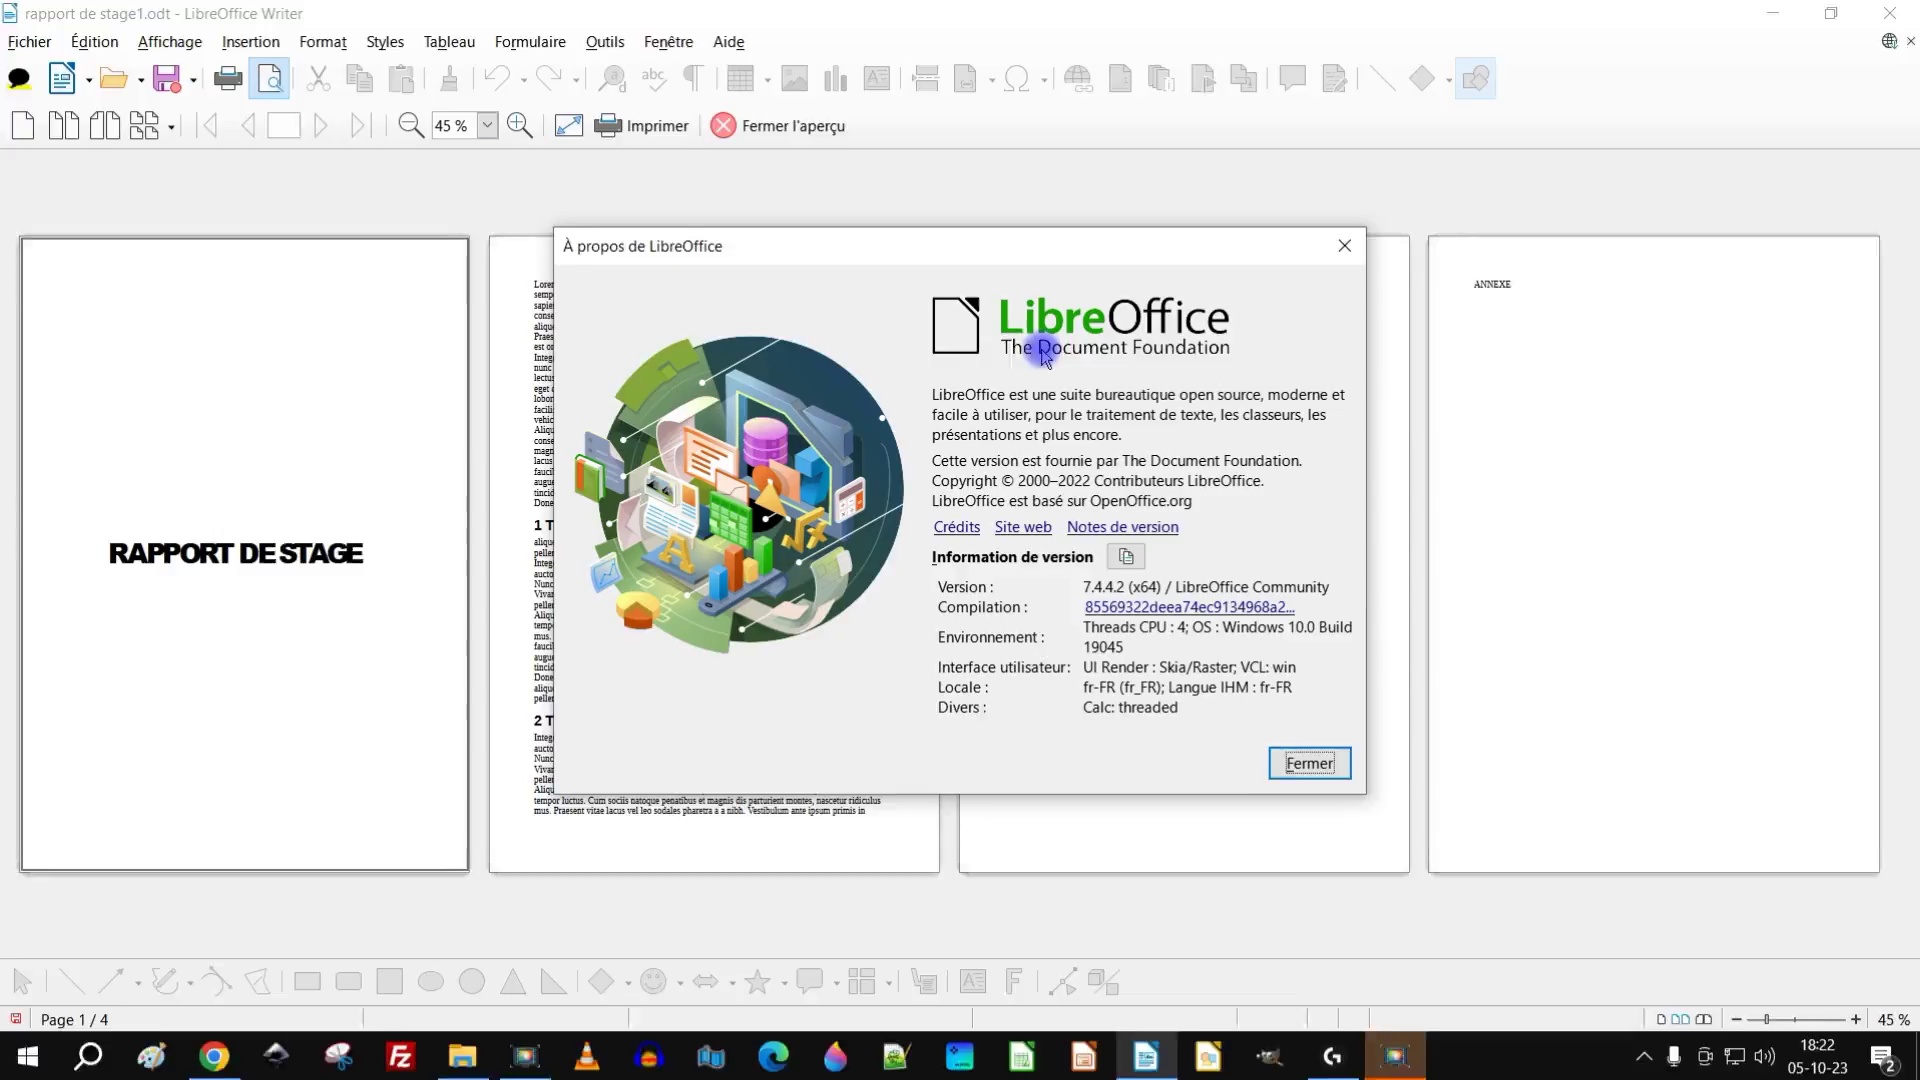 rapport de stage1.odt - LibreOffice Writer
Fichier Édition Affichage Insertion Format Styles Tableau Formulaire Outils Fenêtre Aide
45 % Imprimer Fermer l'aperçu
À propos de LibreOffice
LibreOffice
The Document Foundation
LibreOffice est une suite bureautique open source, moderne et
facile à utiliser, pour le traitement de texte, les classeurs, les
présentations et plus encore.
Cette version est fournie par The Document Foundation.
Copyright © 2000–2022 Contributeurs LibreOffice.
LibreOffice est basé sur OpenOffice.org
Crédits Site web Notes de version
Information de version
Version : 7.4.4.2 (x64) / LibreOffice Community
Compilation : 85569322deea74ec9134968a2...
Environnement : Threads CPU : 4; OS : Windows 10.0 Build
19045
Interface utilisateur: UI Render : Skia/Raster; VCL: win
Locale : fr-FR (fr_FR); Langue IHM : fr-FR
Divers : Calc: threaded
Fermer
RAPPORT DE STAGE
1 T
2 T
tempor luctus. Cum sociis natoque penatibus et magnis dis parturient montes, nascetur ridiculus
mus. Praesent vitae lacus vel leo sodales pharetra a a nibh. Vestibulum ante ipsum primis in
ANNEXE
Page 1 / 4
45 %
18:22
05-10-23
2